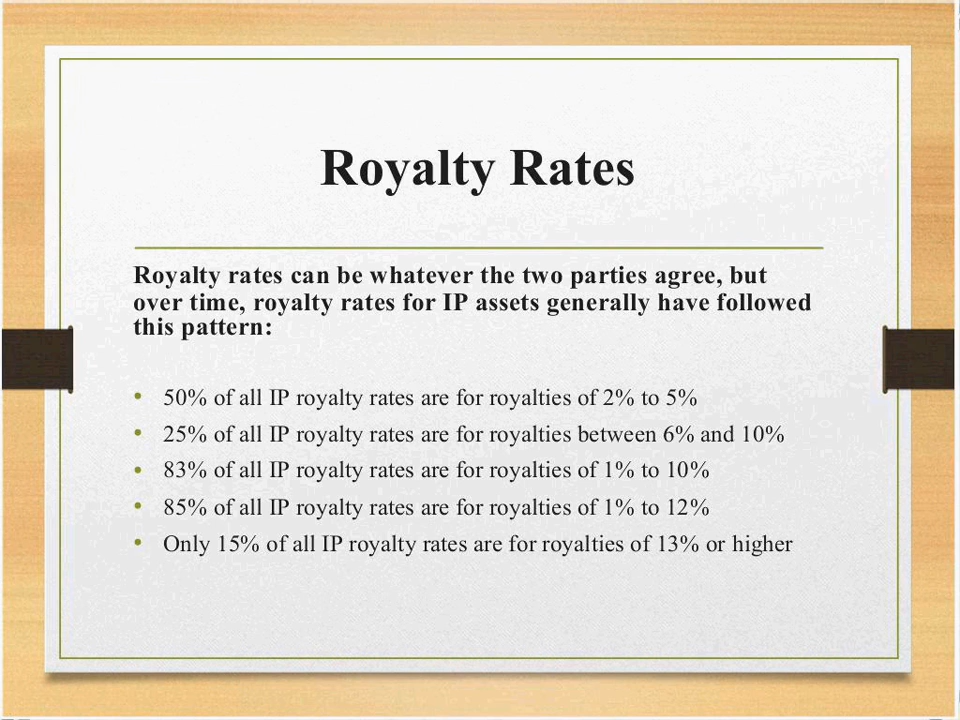 Royalty Rates
Royalty rates can be whatever the two parties agree, but
over time, royalty rates for IP assets generally have followed
this pattern:
• 50% of all IP royalty rates are for royalties of 2% to 5%
• 25% of all IP royalty rates are for royalties between 6% and 10%
• 83% of all IP royalty rates are for royalties of 1% to 10%
• 85% of all IP royalty rates are for royalties of 1% to 12%
• Only 15% of all IP royalty rates are for royalties of 13% or higher